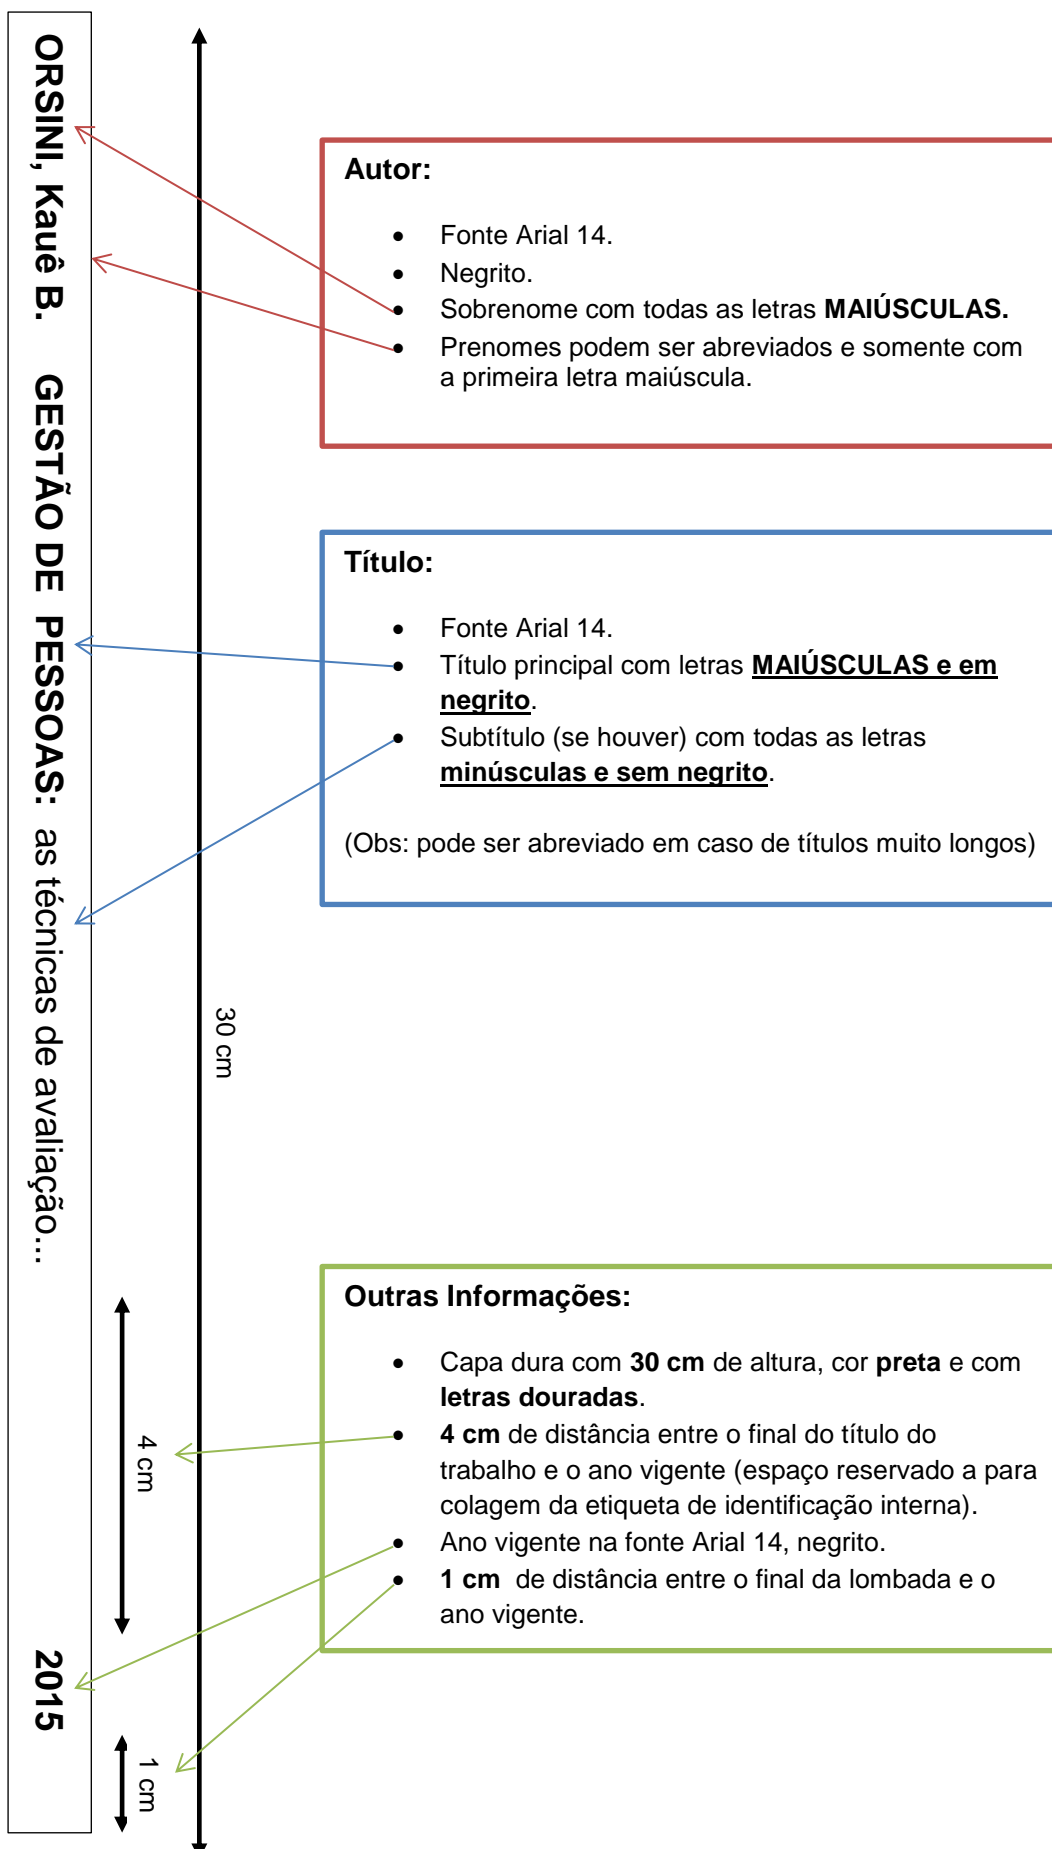 ORSINI, Kauê B. GESTÃO DE PESSOAS: as técnicas de avaliação... 2015
30 cm
4 cm
1 cm
Autor:
• Fonte Arial 14.
• Negrito.
• Sobrenome com todas as letras MAIÚSCULAS.
• Prenomes podem ser abreviados e somente com
a primeira letra maiúscula.
Título:
• Fonte Arial 14.
• Título principal com letras MAIÚSCULAS e em
negrito.
• Subtítulo (se houver) com todas as letras
minúsculas e sem negrito.
(Obs: pode ser abreviado em caso de títulos muito longos)
Outras Informações:
• Capa dura com 30 cm de altura, cor preta e com
letras douradas.
• 4 cm de distância entre o final do título do
trabalho e o ano vigente (espaço reservado a para
colagem da etiqueta de identificação interna).
• Ano vigente na fonte Arial 14, negrito.
• 1 cm de distância entre o final da lombada e o
ano vigente.